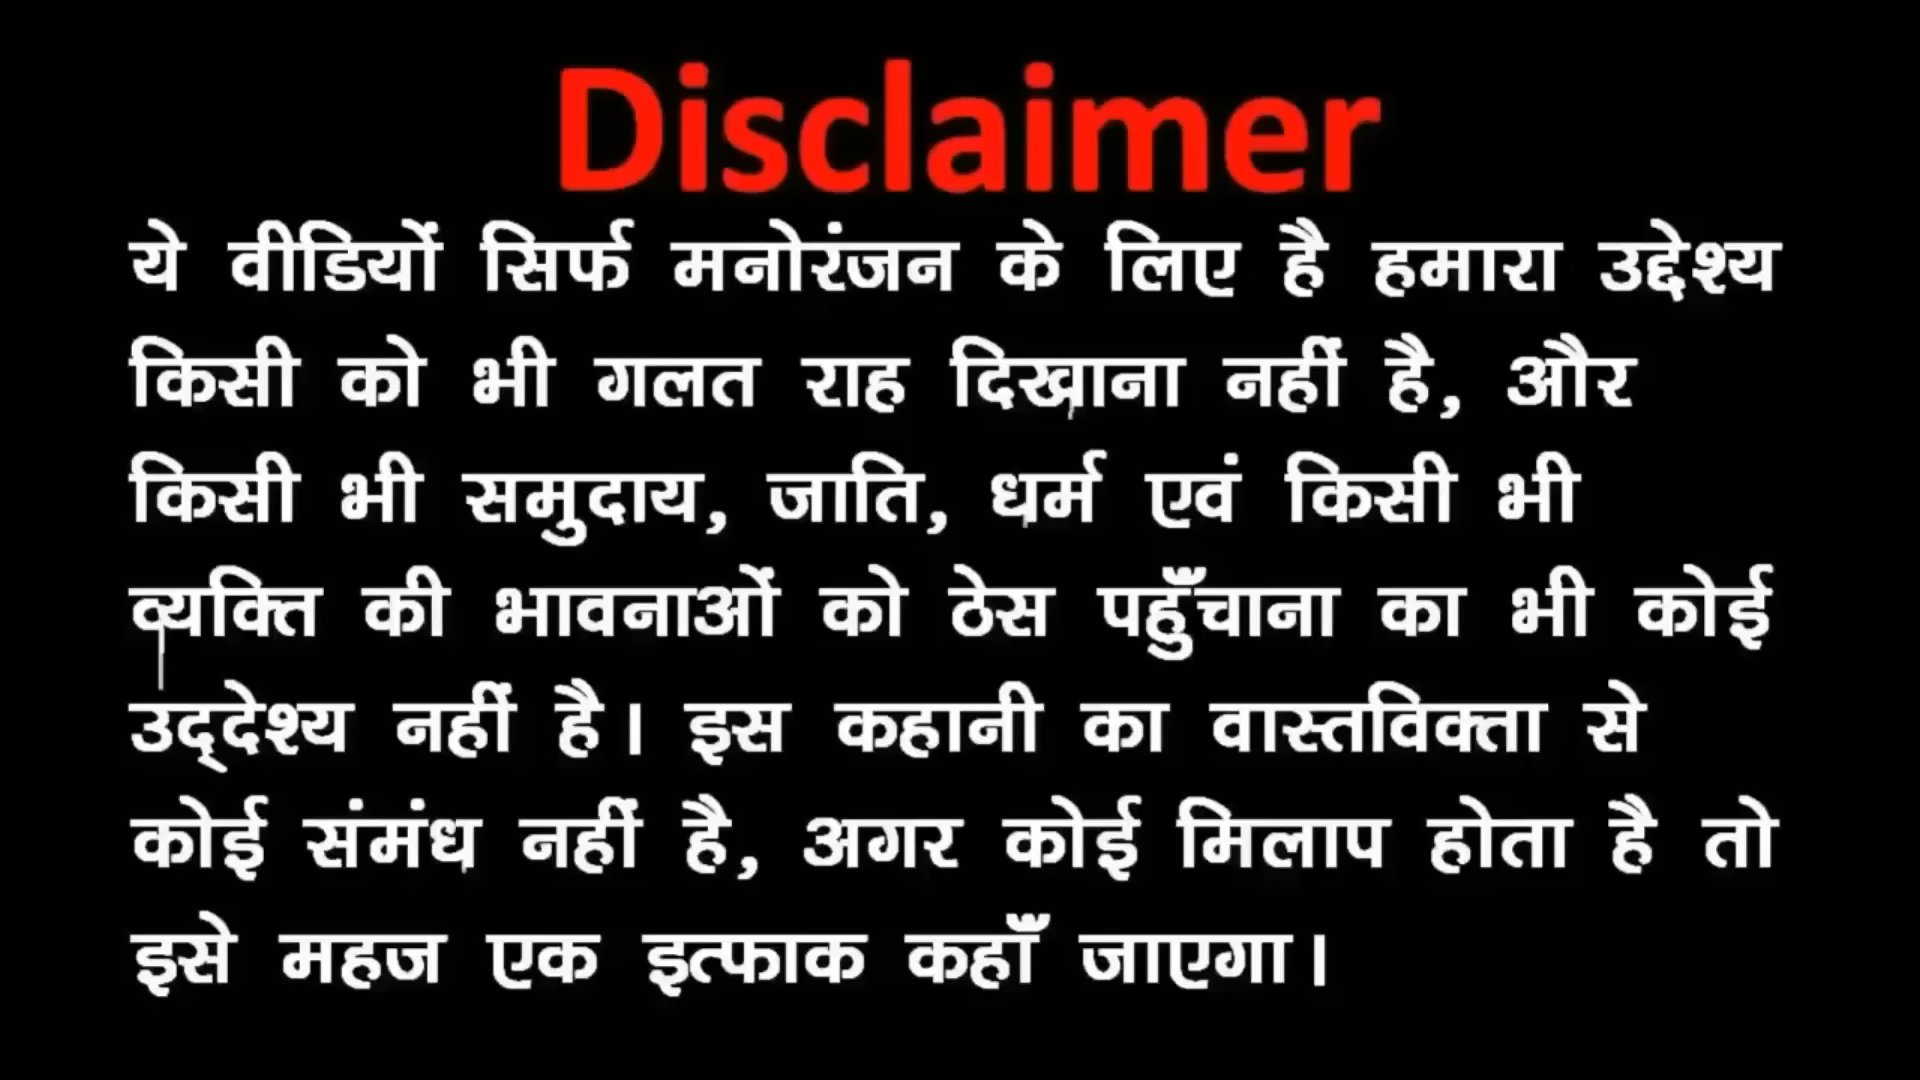 Disclaimer
ये वीडियों सिर्फ मनोरंजन के लिए है हमारा उद्देश्य
किसी को भी गलत राह दिखाना नहीं है, और
किसी भी समुदाय, जाति, धर्म एवं किसी भी
व्यक्ति की भावनाओं को ठेस पहुँचाना का भी कोई
उद्‌देश्य नहीं है। इस कहानी का वास्तविक्ता से
कोई संमंध नहीं है, अगर कोई मिलाप होता है तो
इसे महज एक इत्फाक कहाँ जाएगा।